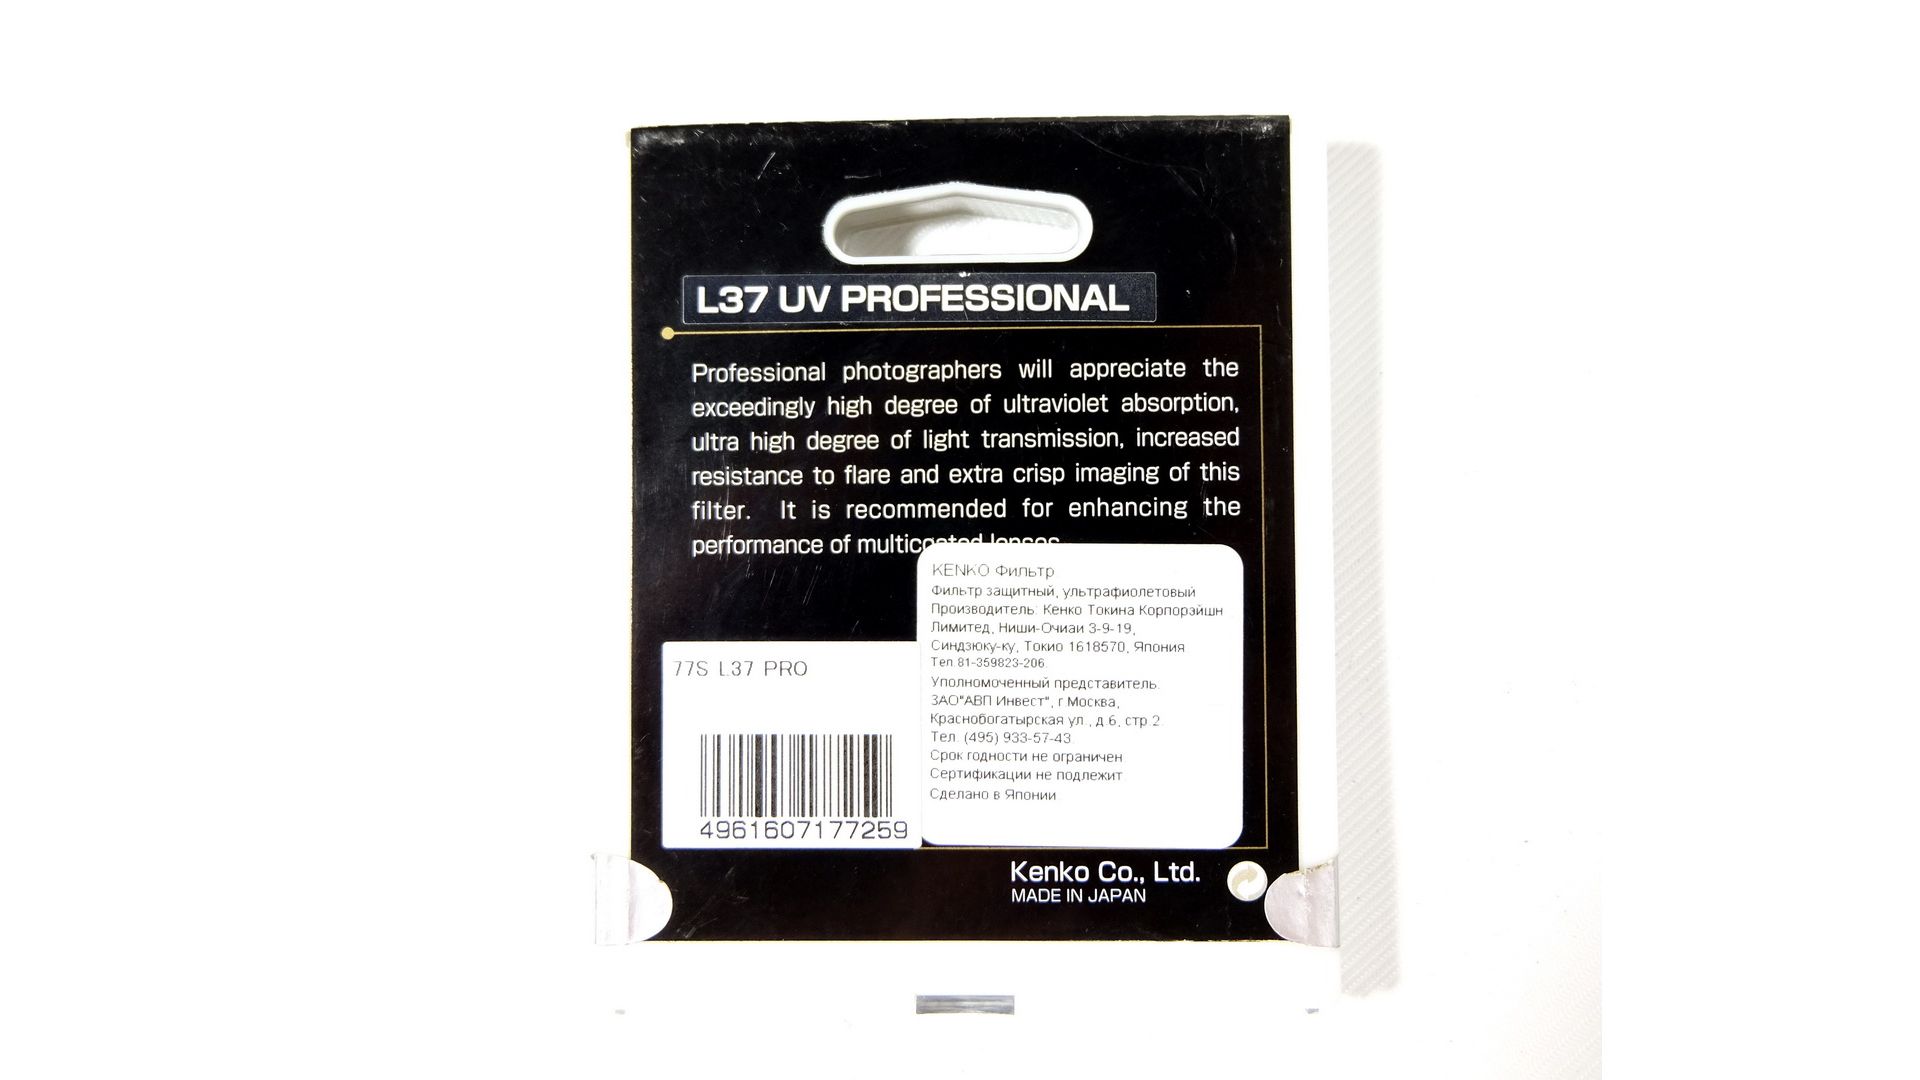 L37 UV PROFESSIONAL
Professional photographers will appreciate the
exceedingly high degree of ultraviolet absorption,
ultra high degree of light transmission, increased
resistance to flare and extra crisp imaging of this
filter. It is recommended for enhancing the
performance of multicoated lenses.
KENKO Фильтр
Фильтр защитный, ультрафиолетовый
Производитель: Кенко Токина Корпорэйшн
Лимитед, Ниши-Очиаи 3-9-19,
Синдзюку-ку, Токио 1618570, Япония
Тел.81-359823-206.
Уполномоченный представитель:
ЗАО"АВП Инвест", г Москва,
Краснобогатырская ул., д.6, стр.2.
Тел. (495) 933-57-43.
Срок годности не ограничен
Сертификации не подлежит
Сделано в Японии
77S L37 PRO
4961607177259
Kenko Co., Ltd.
MADE IN JAPAN